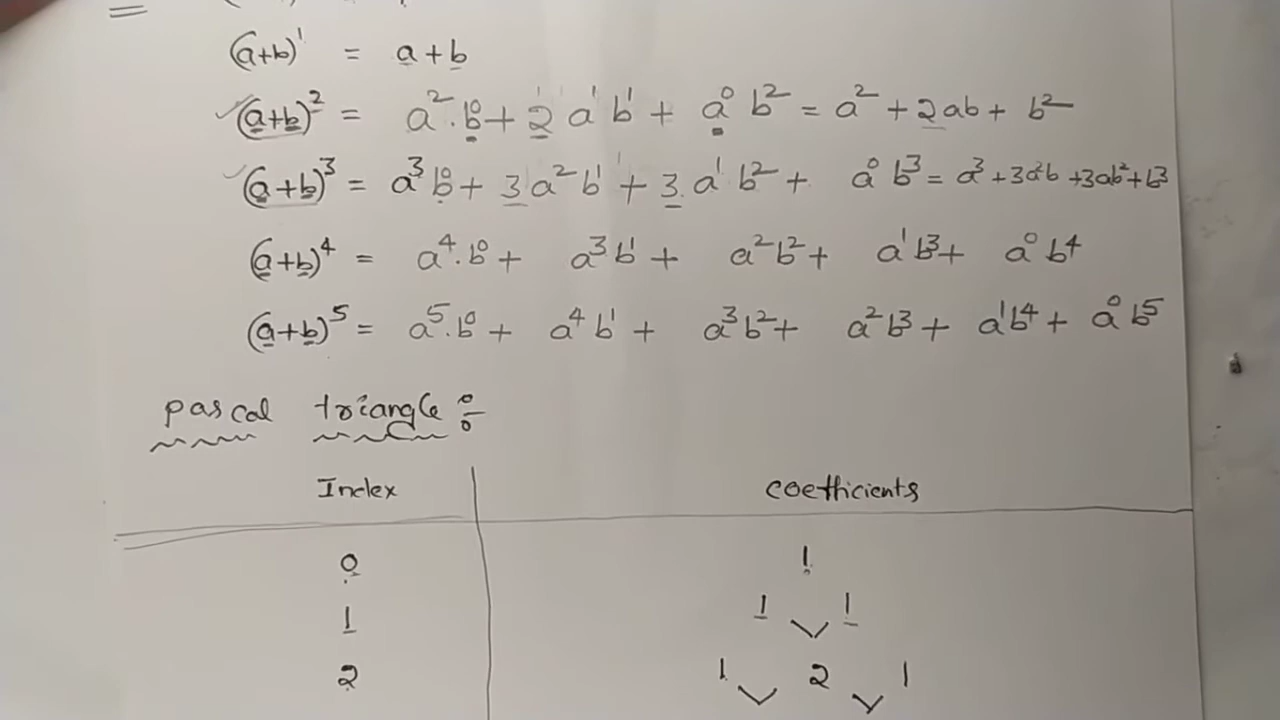 (a+b)¹ = a+b
(a+b)² = a².b⁰ + 2 a¹ b¹ + a⁰ b² = a² + 2ab + b²
(a+b)³ = a³ b⁰ + 3 a² b¹ + 3 a¹ b² + a⁰ b³ = a³ + 3a²b + 3ab² + b³
(a+b)⁴ = a⁴.b⁰ + a³ b¹ + a² b² + a¹ b³ + a⁰ b⁴
(a+b)⁵ = a⁵.b⁰ + a⁴ b¹ + a³ b² + a² b³ + a¹ b⁴ + a⁰ b⁵
pascal triangle :-
Index coefficients
0 1
1 1 1
2 1 2 1